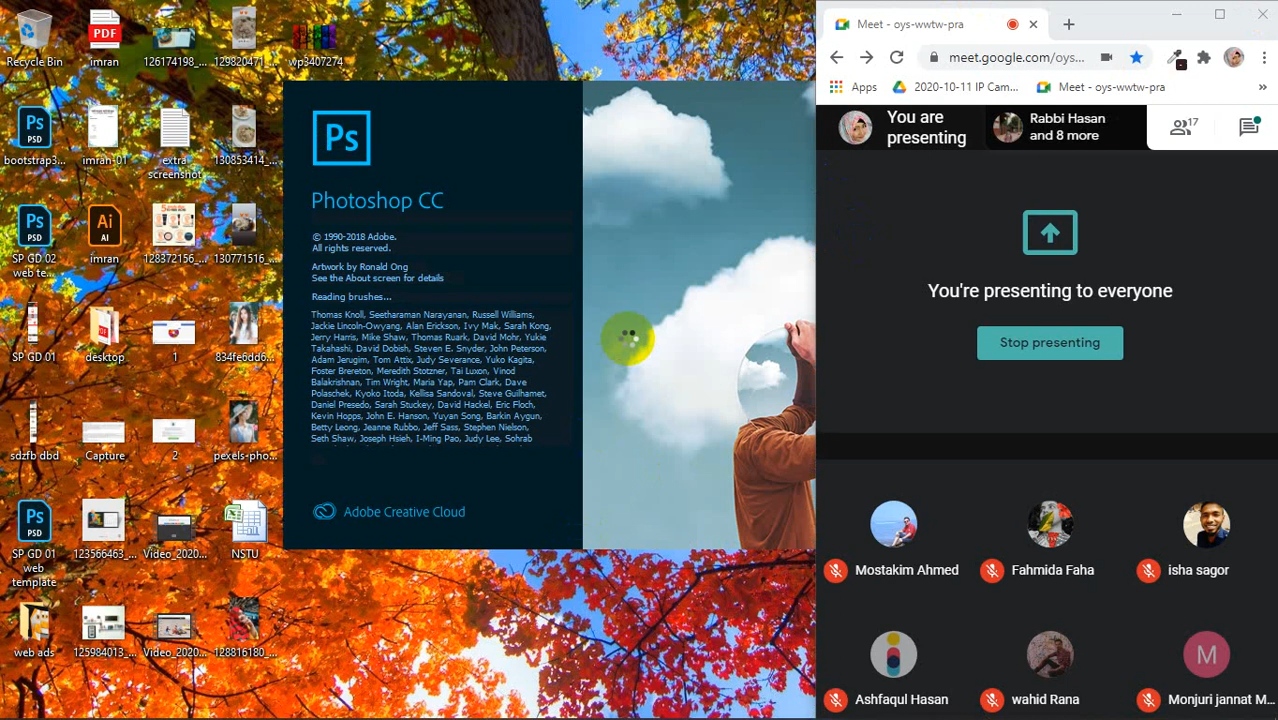 Recycle Bin
imran
126174198_...
129820471_...
wp3407274
bootstrap3...
imran-01
extra
screenshot
130853414_...
SP GD 02
web te...
imran
128372156_...
130771516_...
SP GD 01
desktop
1
834fe6dd6...
sdzfb dbd
Capture
2
pexels-pho...
SP GD 01
web
template
123566463_...
Video_2020...
NSTU
web ads
125984013_...
Video_2020...
128816180_...
Ps
PSD
Ps
PSD
Ps
PSD
PDF
Ai
AI
Ps
Photoshop CC
© 1990-2018 Adobe.
All rights reserved.
Artwork by Ronald Ong
See the About screen for details
Reading brushes...
Thomas Knoll, Seetharaman Narayanan, Russell Williams,
Jackie Lincoln-Owyang, Alan Erickson, Ivy Mak, Sarah Kong,
Jerry Harris, Mike Shaw, Thomas Ruark, David Mohr, Yukie
Takahashi, David Dobish, Steven E. Snyder, John Peterson,
Adam Jerugim, Tom Attix, Judy Severance, Yuko Kagita,
Foster Brereton, Meredith Stotzner, Tai Luxon, Vinod
Balakrishnan, Tim Wright, Maria Yap, Pam Clark, Dave
Polaschek, Kyoko Itoda, Kellisa Sandoval, Steve Guilhamet,
Daniel Presedo, Sarah Stuckey, David Hackel, Eric Floch,
Kevin Hopps, John E. Hanson, Yuyan Song, Barkin Aygun,
Betty Leong, Jeanne Rubbo, Jeff Sass, Stephen Nielson,
Seth Shaw, Joseph Hsieh, I-Ming Pao, Judy Lee, Sohrab
Adobe Creative Cloud
Meet - oys-wwtw-pra
meet.google.com/oys...
Apps
2020-10-11 IP Cam...
Meet - oys-wwtw-pra
»
You are
presenting
Rabbi Hasan
and 8 more
17
You're presenting to everyone
Stop presenting
Mostakim Ahmed
Fahmida Faha
isha sagor
M
Ashfaqul Hasan
wahid Rana
Monjuri jannat M...